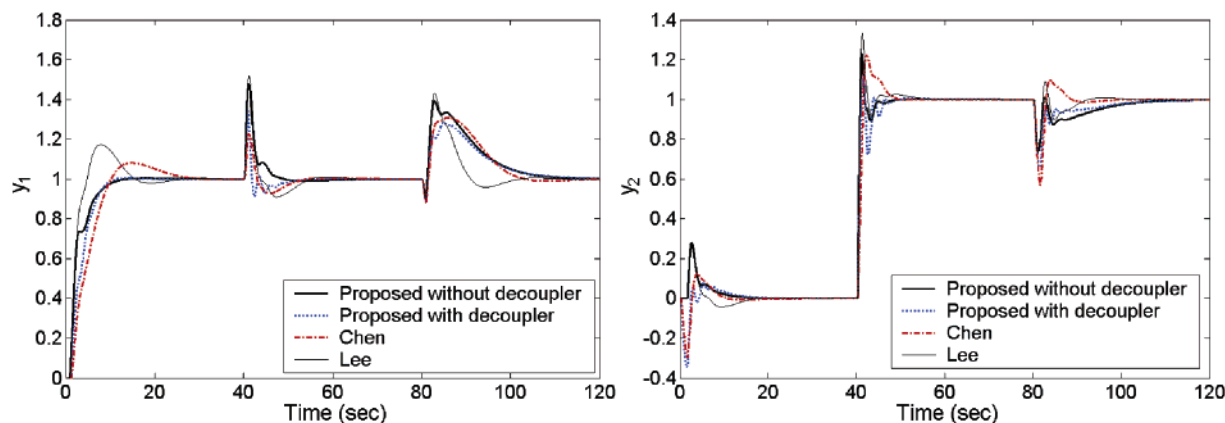 1.8
1.6
1.4
1.2
1
0.8
0.6
0.4
0.2
0
y1
0 20 40 60 80 100 120
Time (sec)
Proposed without decoupler
Proposed with decoupler
Chen
Lee
1.4
1.2
1
0.8
0.6
0.4
0.2
0
-0.2
-0.4
y2
0 20 40 60 80 100 120
Time (sec)
Proposed without decoupler
Proposed with decoupler
Chen
Lee